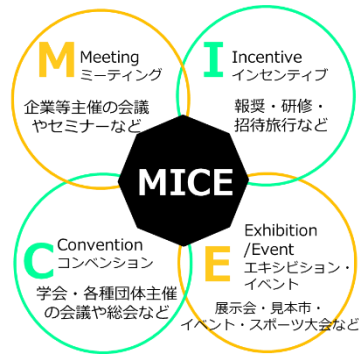 M Meeting
ミーティング
企業等主催の会議
やセミナーなど
I Incentive
インセンティブ
報奨・研修・
招待旅行など
MICE
C Convention
コンベンション
学会・各種団体主催
の会議や総会など
E Exhibition
/Event
エキシビション・
イベント
展示会・見本市・
イベント・スポーツ大会など